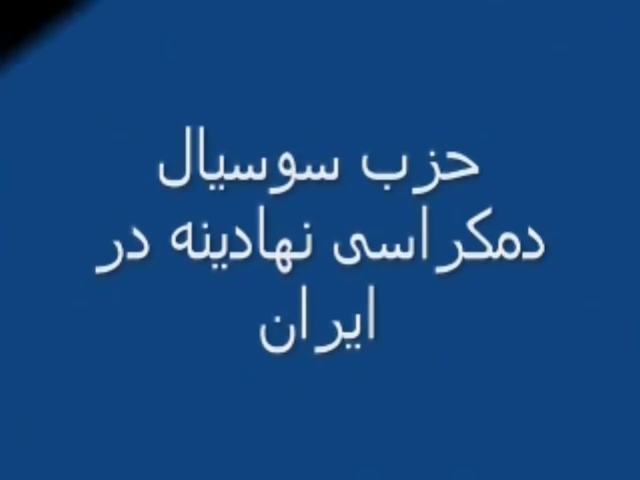 حزب سوسیال
دمکراسی نهادینه در
ایران